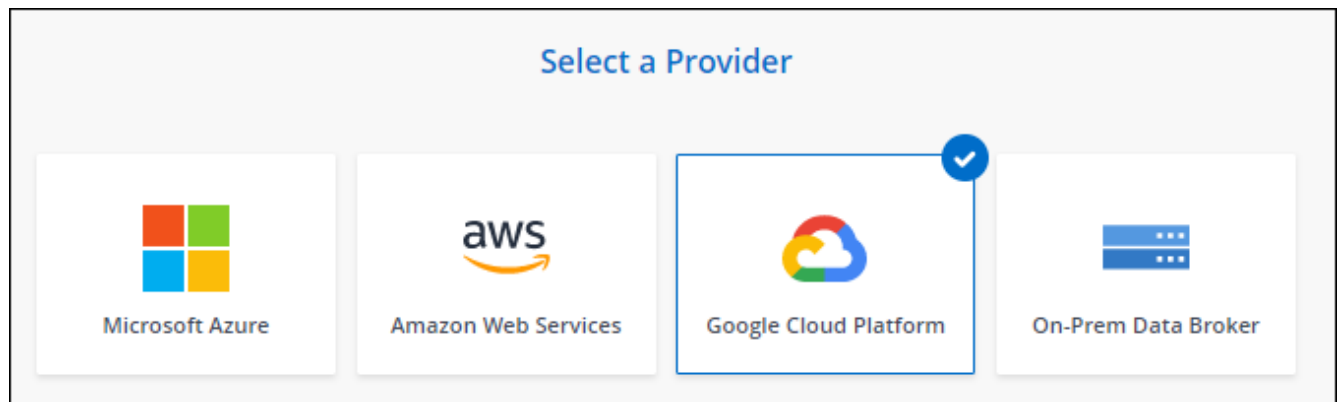 Select a Provider
aws
Microsoft Azure
Amazon Web Services
Google Cloud Platform
On-Prem Data Broker